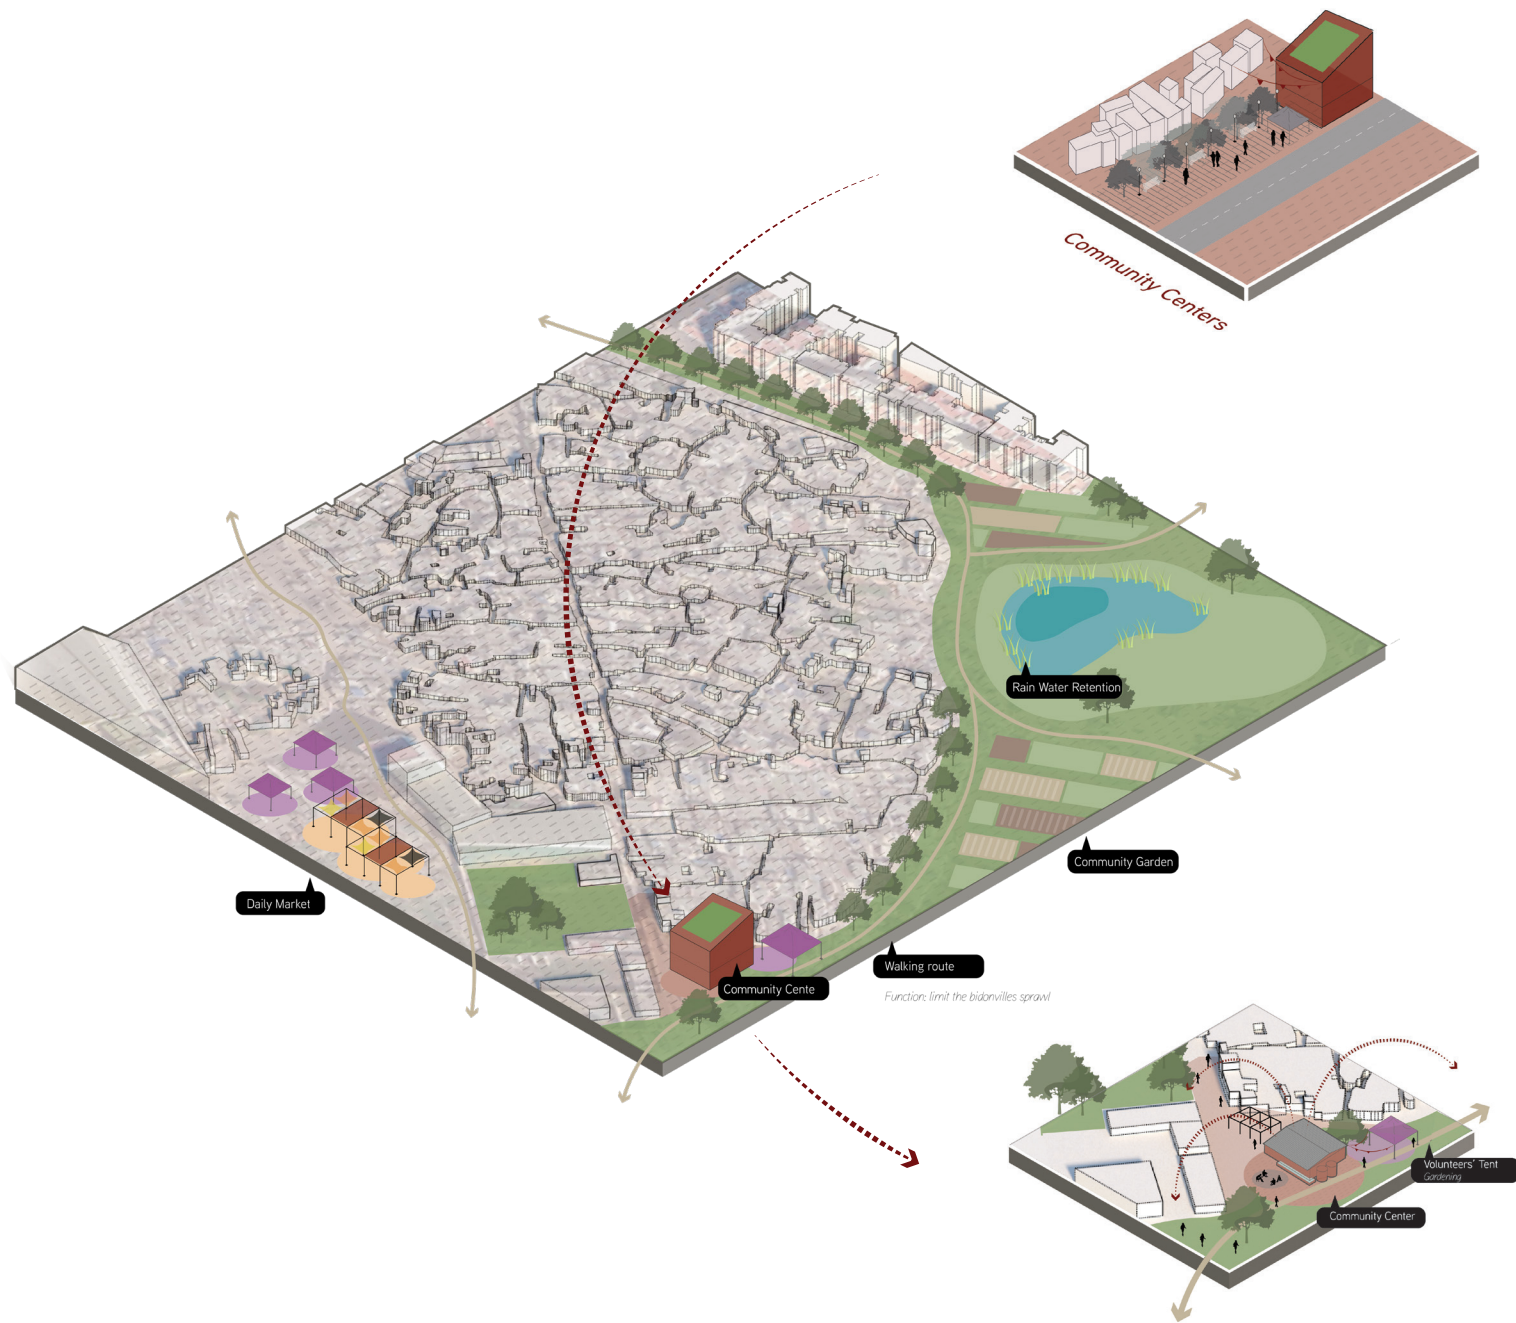 Community Centers
Rain Water Retention
Community Garden
Daily Market
Walking route
Community Cente
Function: limit the bidonvilles sprawl
Volunteers' Tent
Gardening
Community Center